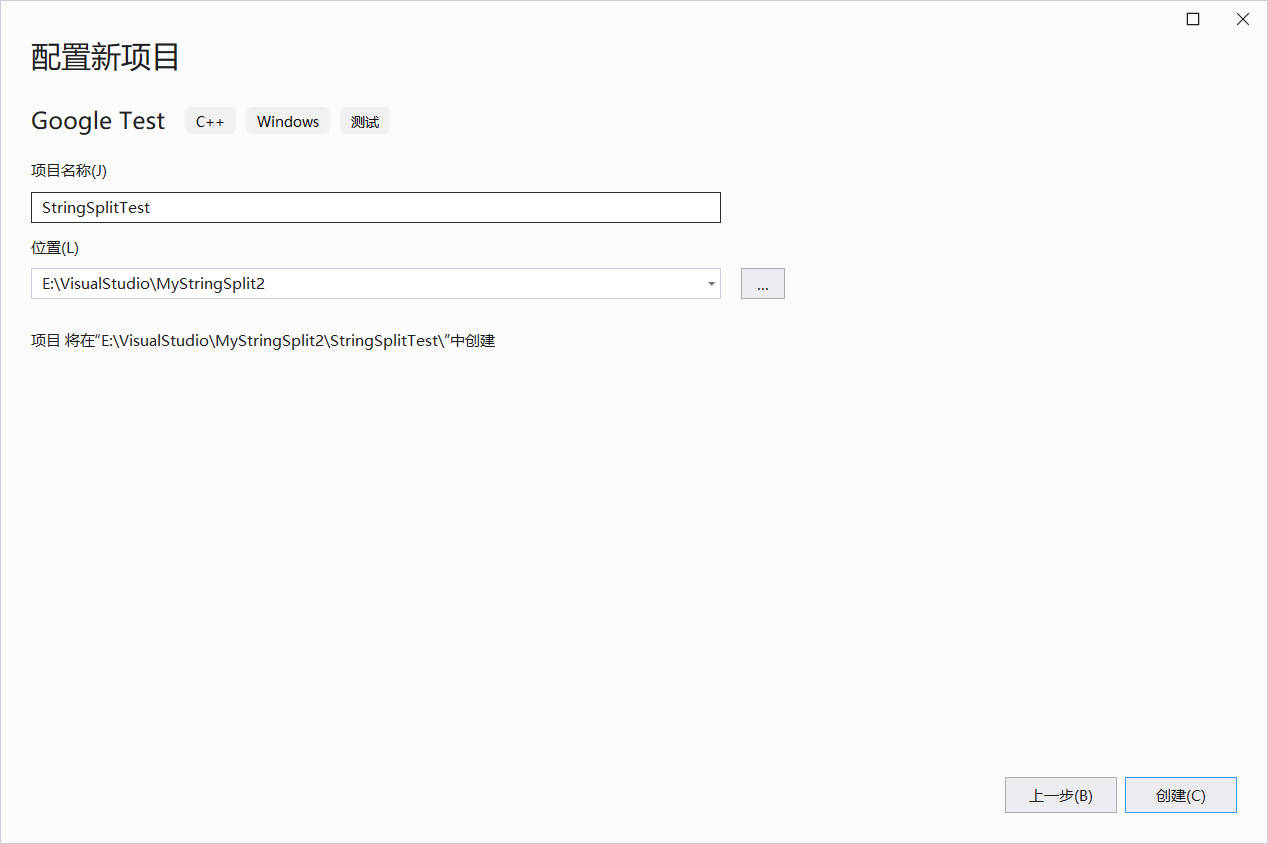 配置新项目
Google Test C++ Windows 测试
项目名称(J)
StringSplitTest
位置(L)
E:\VisualStudio\MyStringSplit2
...
项目 将在“E:\VisualStudio\MyStringSplit2\StringSplitTest\”中创建
上一步(B) 创建(C)